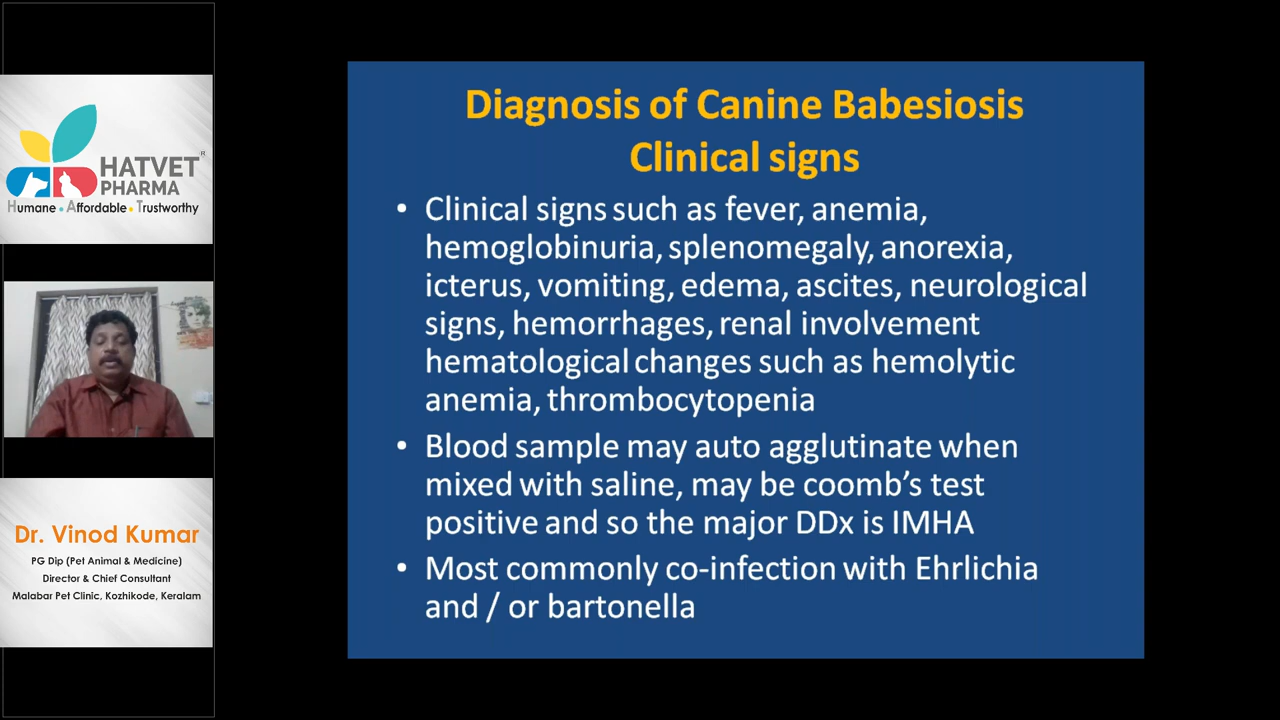 HATVET®
PHARMA
Humane • Affordable • Trustworthy
Dr. Vinod Kumar
PG Dip (Pet Animal & Medicine)
Director & Chief Consultant
Malabar Pet Clinic, Kozhikode, Keralam
Diagnosis of Canine Babesiosis
Clinical signs
• Clinical signs such as fever, anemia,
hemoglobinuria, splenomegaly, anorexia,
icterus, vomiting, edema, ascites, neurological
signs, hemorrhages, renal involvement
hematological changes such as hemolytic
anemia, thrombocytopenia
• Blood sample may auto agglutinate when
mixed with saline, may be coomb’s test
positive and so the major DDx is IMHA
• Most commonly co-infection with Ehrlichia
and / or bartonella